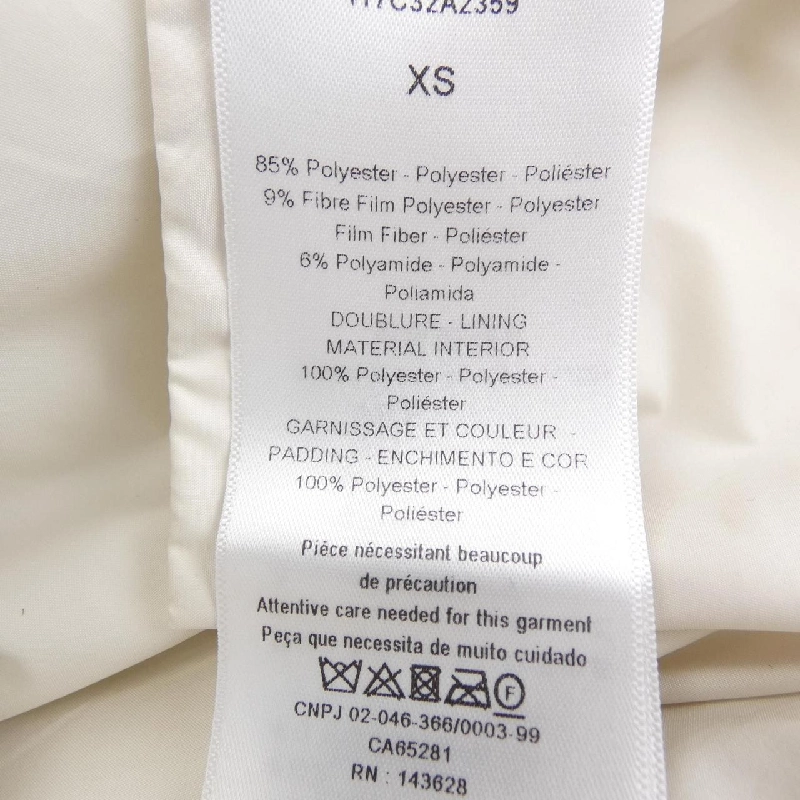 XS
85% Polyester - Polyester - Poliéster
9% Fibre Film Polyester - Polyester
Film Fiber - Poliéster
6% Polyamide - Polyamide -
Poliamida
DOUBLURE - LINING
MATERIAL INTERIOR
100% Polyester - Polyester -
Poliéster
GARNISSAGE ET COULEUR -
PADDING - ENCHIMENTO E COR
100% Polyester - Polyester -
Poliéster
Pièce nécessitant beaucoup
de précaution
Attentive care needed for this garment
Peça que necessita de muito cuidado
F
CNPJ 02-046-366/0003-99
CA65281
RN : 143628